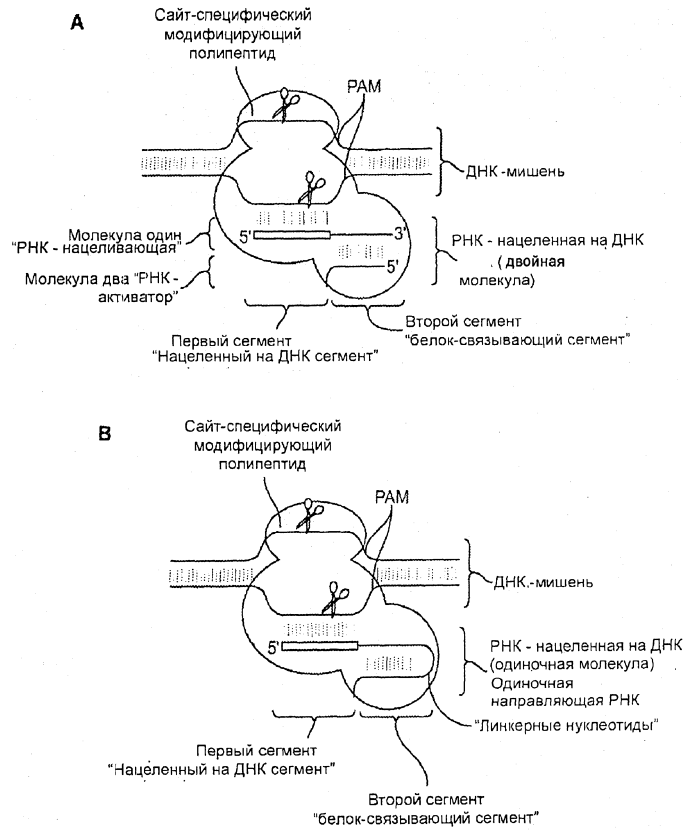 A
Сайт-специфический
модифицирующий
полипептид
PAM
ДНК-мишень
Молекула один
“РНК - нацеливающая”
5'
3'
РНК - нацеленная на ДНК
( двойная
молекула)
Молекула два “РНК -
активатор”
5'
Первый сегмент
“Нацеленный на ДНК сегмент”
Второй сегмент
“белок-связывающий сегмент”
B
Сайт-специфический
модифицирующий
полипептид
PAM
ДНК.-мишень
5'
РНК - нацеленная на ДНК
(одиночная молекула)
Одиночная
направляющая РНК
“Линкерные нуклеотиды”
Первый сегмент
“Нацеленный на ДНК сегмент”
Второй сегмент
“белок-связывающий сегмент”